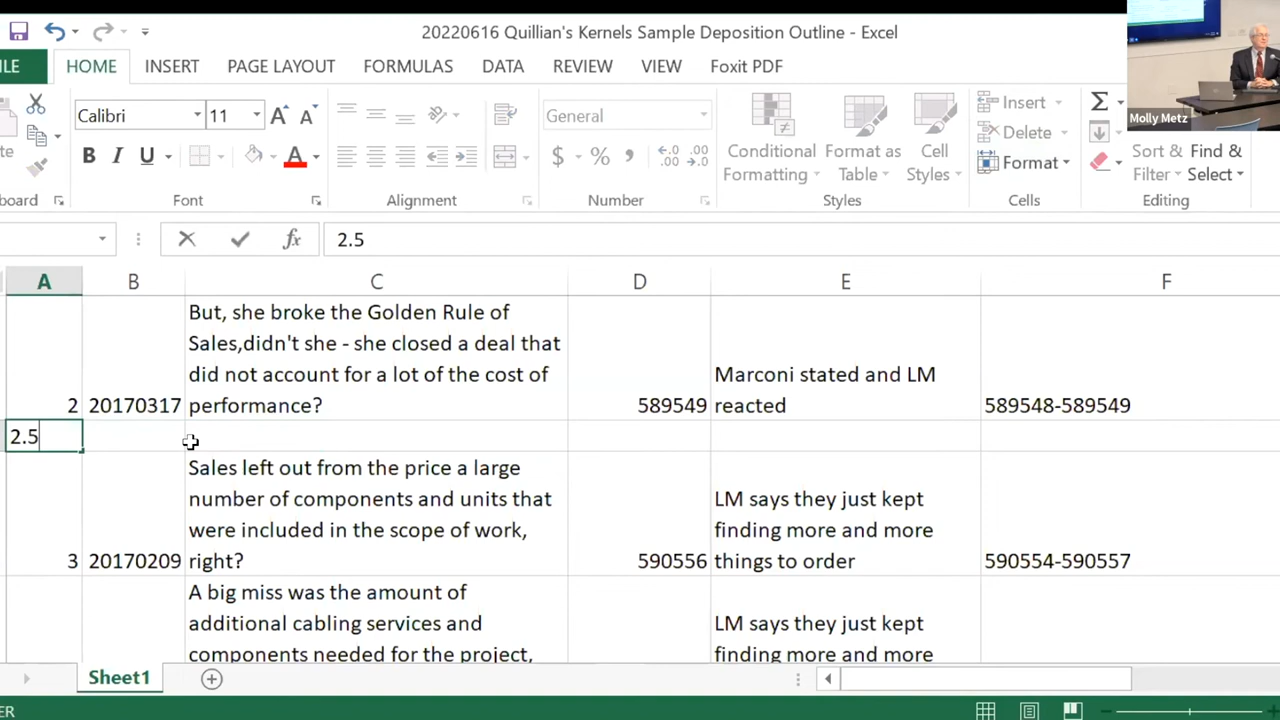 20220616 Quillian's Kernels Sample Deposition Outline - Excel
HOME INSERT PAGE LAYOUT FORMULAS DATA REVIEW VIEW Foxit PDF
Calibri 11 A A General Conditional Formatting Format as Table Cell Styles Insert Delete Format Sort & Filter Find & Select
B I U A $ % Σ
Font Alignment Number Styles Cells Editing
Molly Metz
fx 2.5
A B C D E F
But, she broke the Golden Rule of
Sales,didn't she - she closed a deal that
did not account for a lot of the cost of
Marconi stated and LM
2 20170317 performance? 589549 reacted 589548-589549
2.5
Sales left out from the price a large
number of components and units that
LM says they just kept
were included in the scope of work,
finding more and more
3 20170209 right? 590556 things to order 590554-590557
A big miss was the amount of
additional cabling services and
LM says they just kept
components needed for the project,
finding more and more
Sheet1